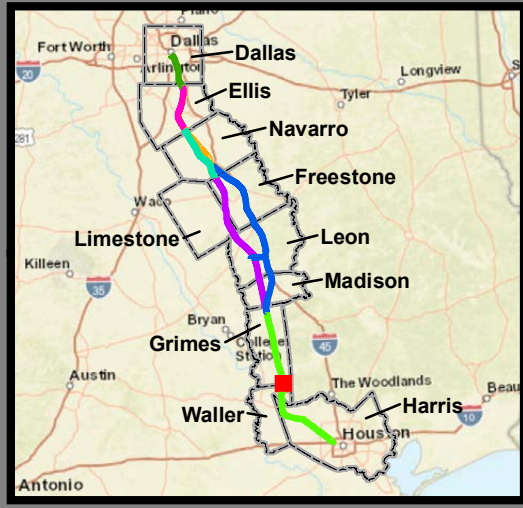 Plano
Fort Worth
Dallas
Dallas
Arlington
20
Longview
Ellis
Tyler
281
Navarro
Freestone
Waco
Limestone
Leon
Killeen
Madison
35
Bryan
Grimes
College
Station
45
Austin
The Woodlands
Beau
Waller
Harris
10
Houston
Antonio